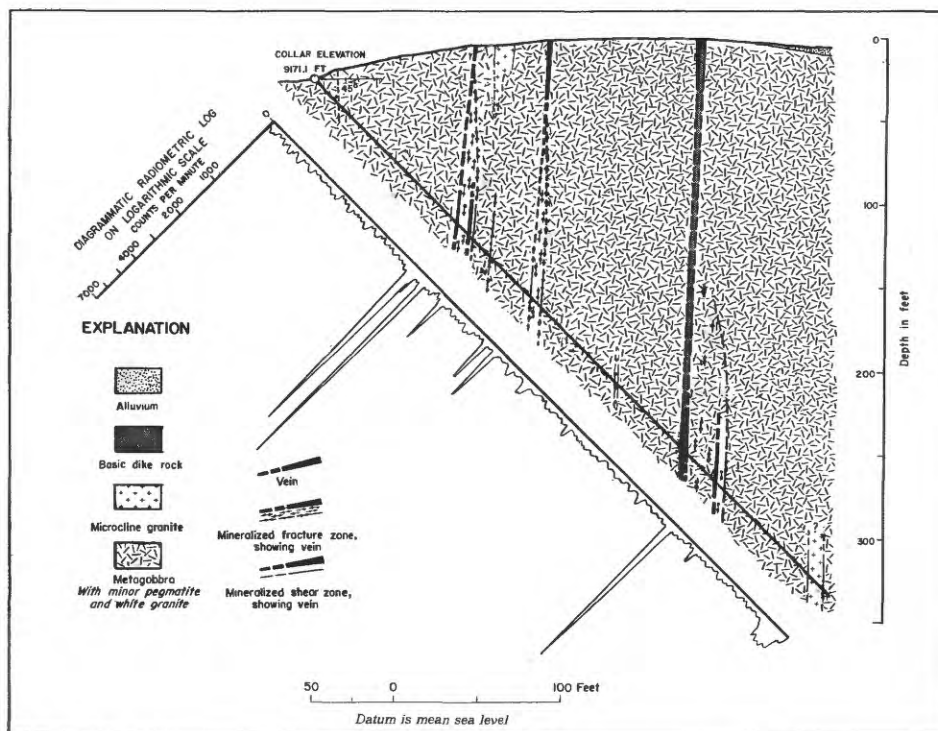 COLLAR ELEVATION
9171.1 FT
0
DIAGRAMMATIC RADIOMETRIC LOG
ON LOGARITHMIC SCALE
COUNTS PER MINUTE
7000
4000
2000
1000
0
100
200
300
Depth in feet
EXPLANATION
Alluvium
Basic dike rock
Microcline granite
Metagobbra
With minor pegmatite
and white granite
Vein
Mineralized fracture zone,
showing vein
Mineralized shear zone,
showing vein
50 0 100 Feet
Datum is mean sea level